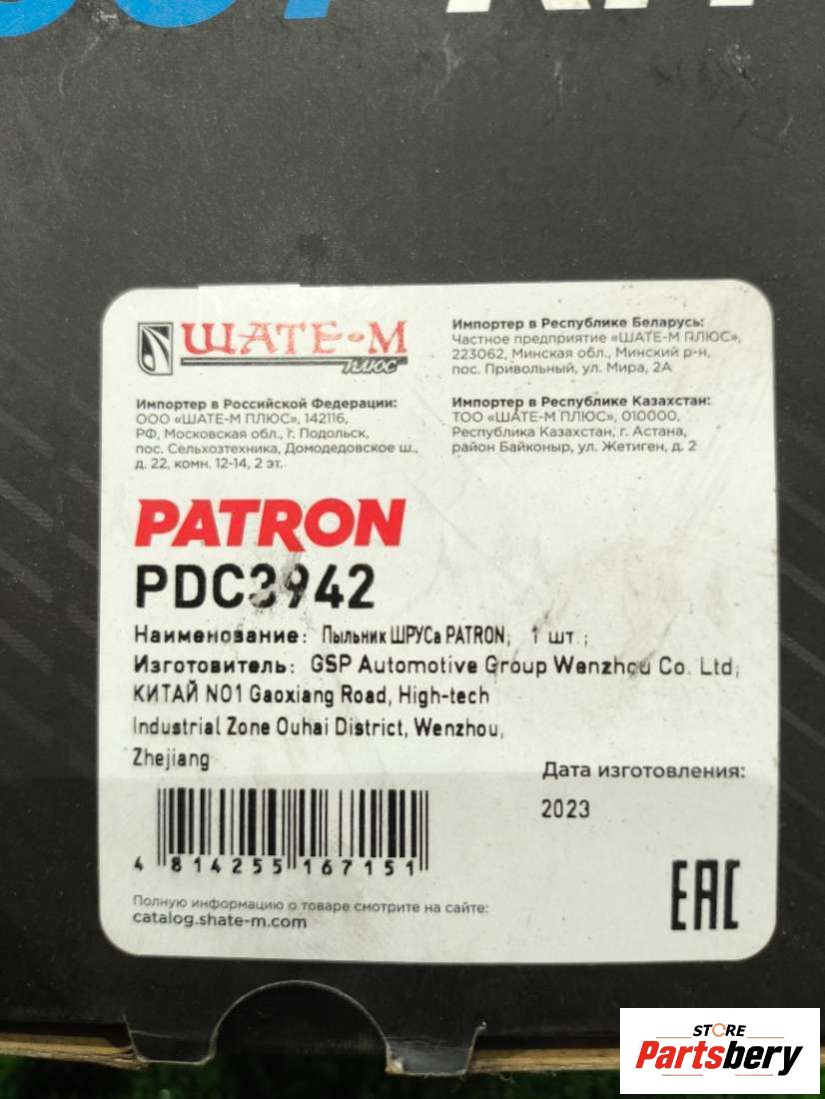 ШАТЕ-М
ПЛЮС
Импортер в Российской Федерации:
ООО «ШАТЕ-М ПЛЮС», 142116,
РФ, Московская обл., г. Подольск,
пос. Сельхозтехника, Домодедовское ш.,
д. 22, комн. 12-14, 2 эт.
Импортер в Республике Беларусь:
Частное предприятие «ШАТЕ-М ПЛЮС»,
223062, Минская обл., Минский р-н,
пос. Привольный, ул. Мира, 2А
Импортер в Республике Казахстан:
ТОО «ШАТЕ-М ПЛЮС», 010000,
Республика Казахстан, г. Астана,
район Байконыр, ул. Жетиген, д. 2
PATRON
PDC3942
Наименование: Пыльник ШРУСа PATRON; 1 шт.;
Изготовитель: GSP Automotive Group Wenzhou Co. Ltd;
КИТАЙ NO1 Gaoxiang Road, High-tech
Industrial Zone Ouhai District, Wenzhou,
Zhejiang
Дата изготовления:
2023
4 814255 167151
EAC
Полную информацию о товаре смотрите на сайте:
catalog.shate-m.com
STORE
Partsbery